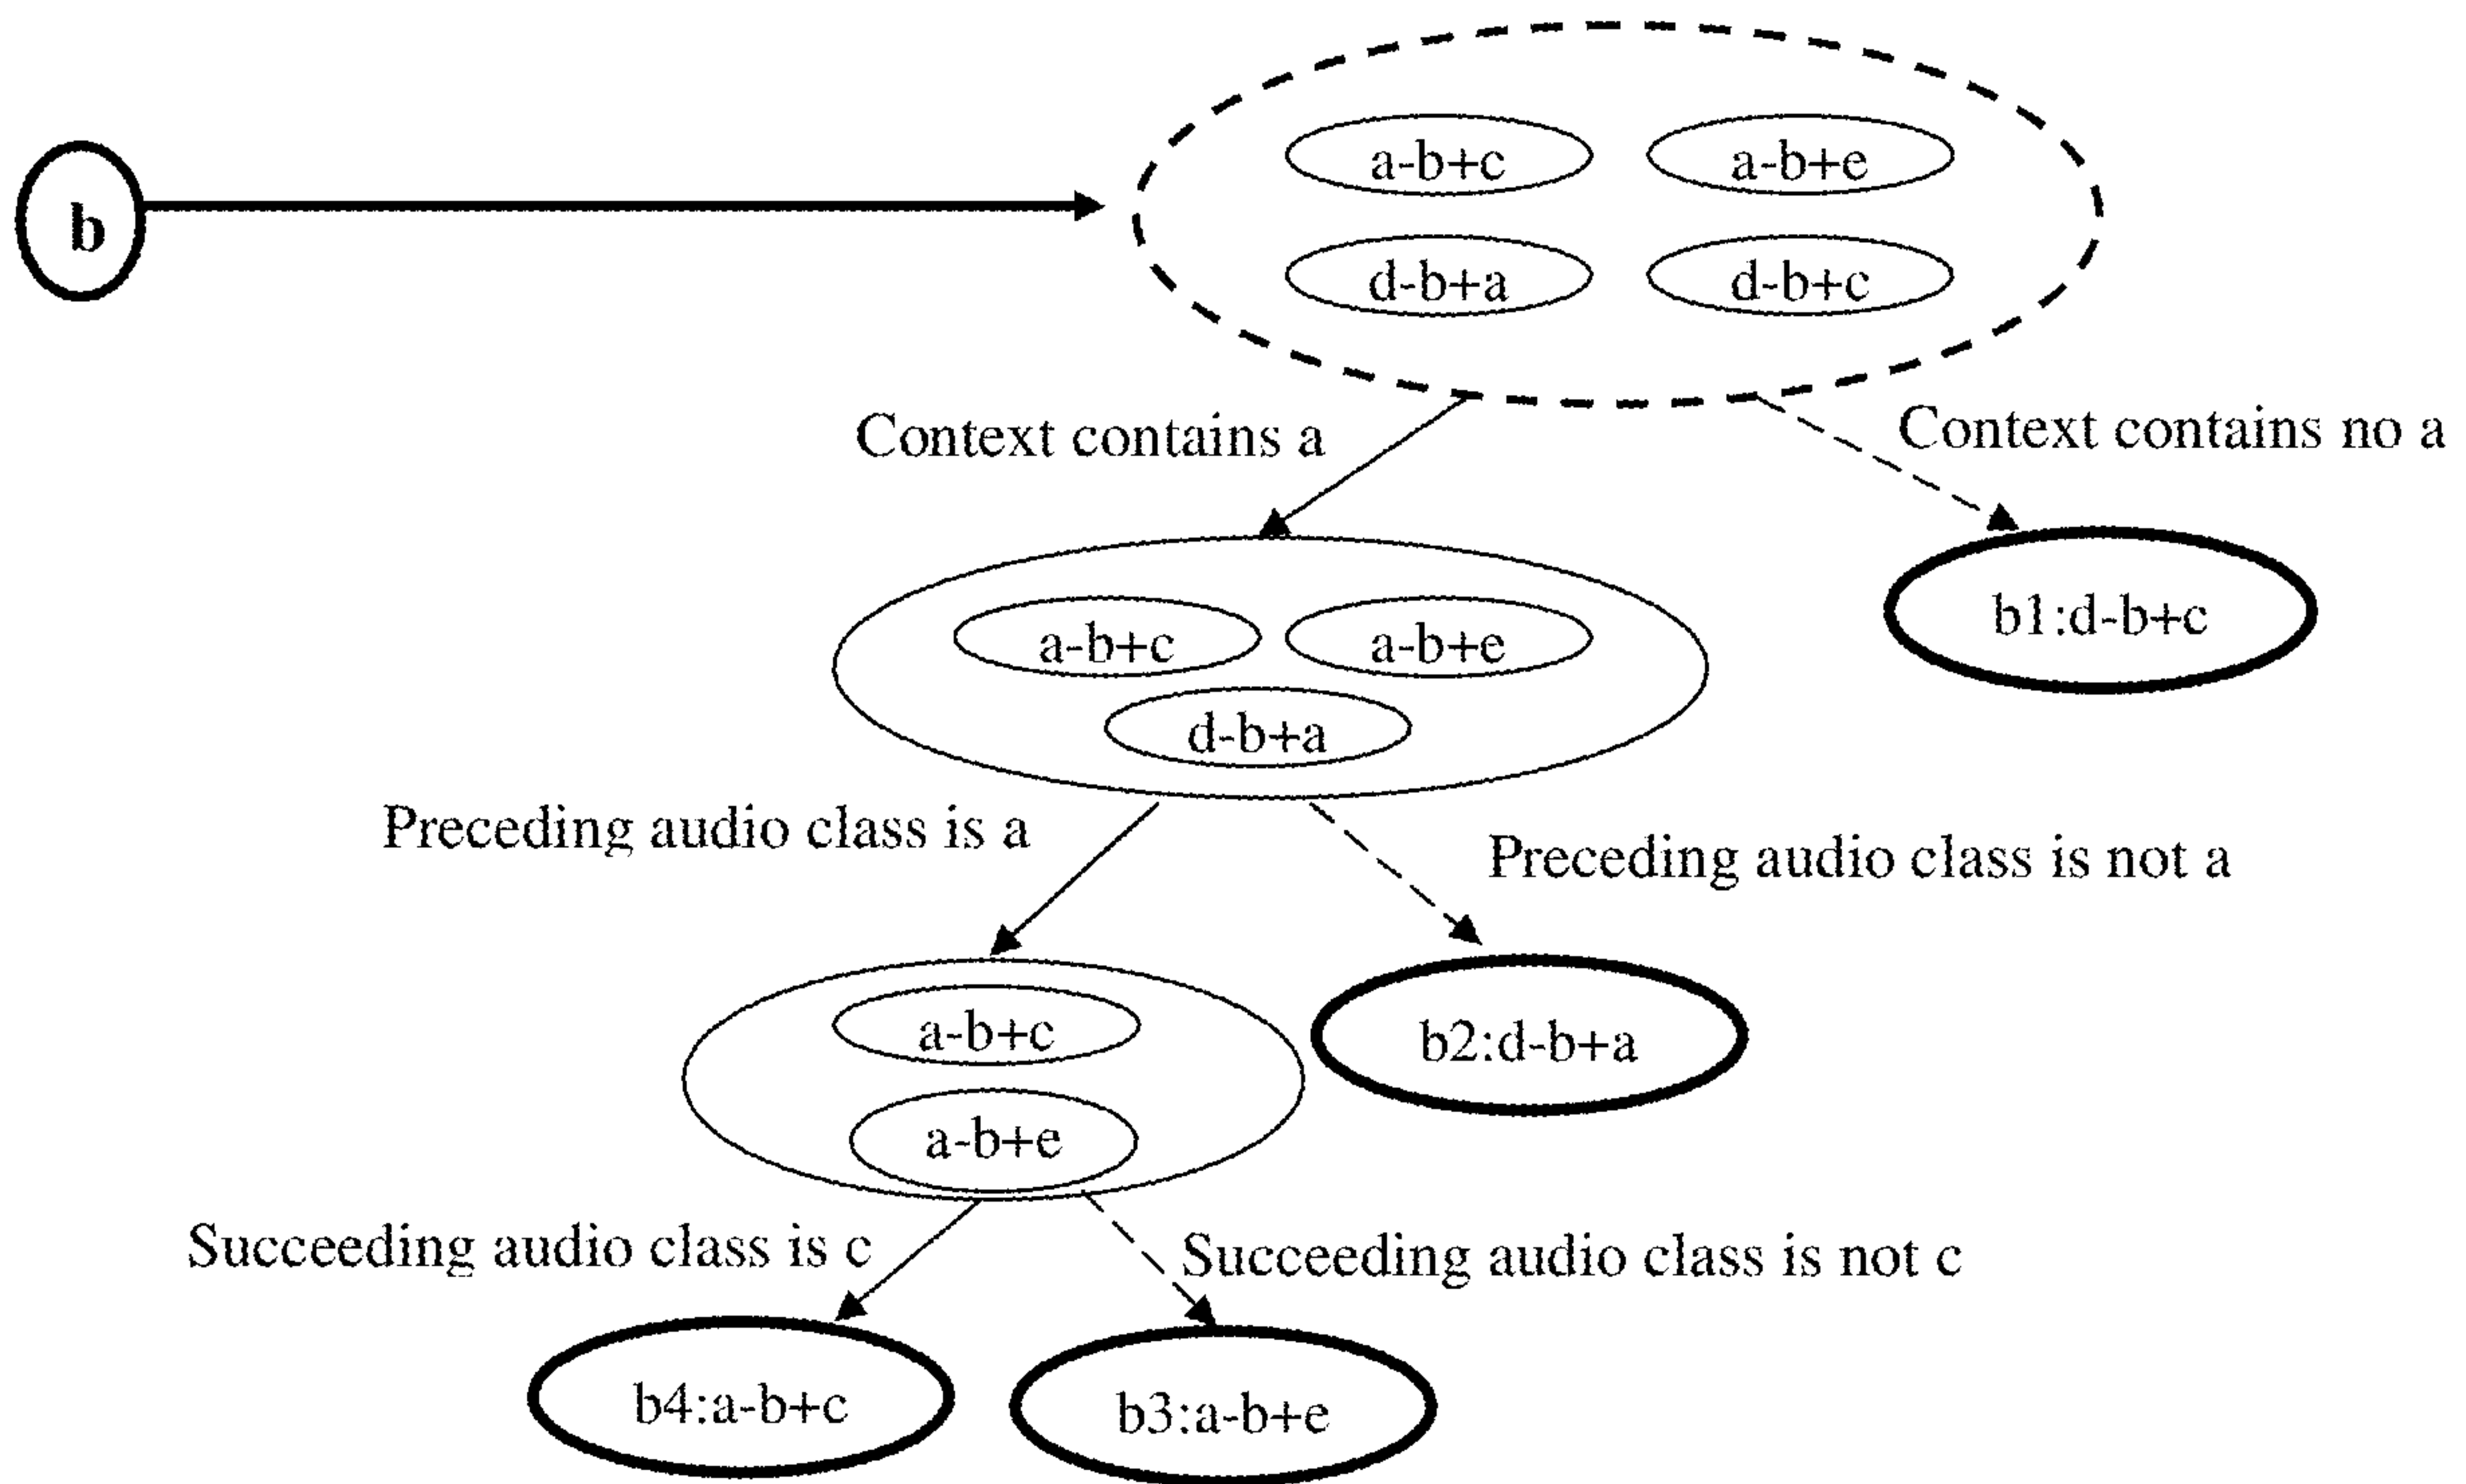 b
a-b+c
a-b+e
d-b+a
d-b+c
Context contains a
Context contains no a
a-b+c
a-b+e
d-b+a
b1:d-b+c
Preceding audio class is a
Preceding audio class is not a
a-b+c
a-b+e
b2:d-b+a
Succeeding audio class is c
Succeeding audio class is not c
b4:a-b+c
b3:a-b+e